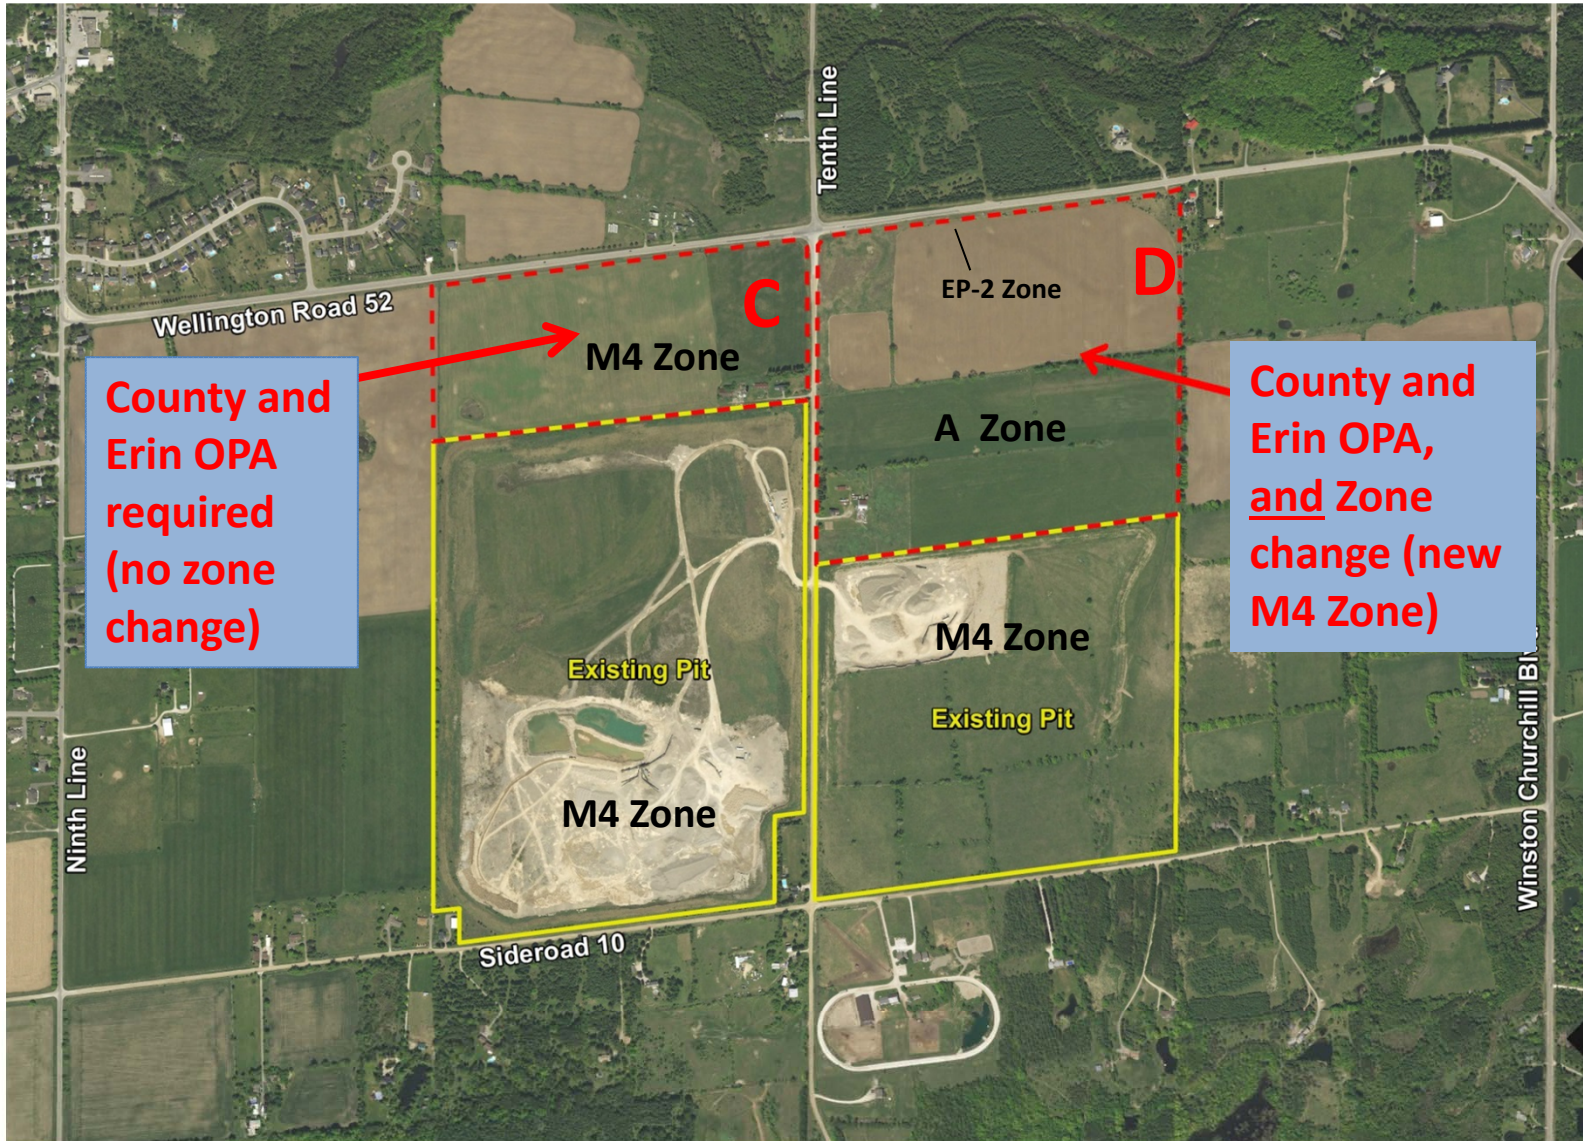 Tenth Line
C
D
EP-2 Zone
Wellington Road 52
M4 Zone
County and
Erin OPA
required
(no zone
change)
County and
Erin OPA,
and Zone
change (new
M4 Zone)
A Zone
M4 Zone
Existing Pit
Existing Pit
M4 Zone
Ninth Line
Winston Churchill Blvd
Sideroad 10